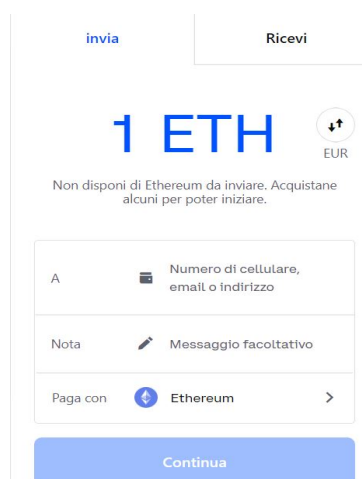 invia
Ricevi
1 ETH
EUR
Non disponi di Ethereum da inviare. Acquistane
alcuni per poter iniziare.
A
Numero di cellulare,
email o indirizzo
Nota
Messaggio facoltativo
Paga con
Ethereum
Continua